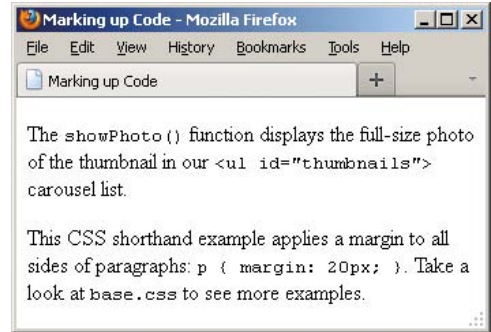 Marking up Code - Mozilla Firefox
File Edit View History Bookmarks Tools Help
Marking up Code
The showPhoto() function displays the full-size photo
of the thumbnail in our <ul id="thumbnails">
carousel list.
This CSS shorthand example applies a margin to all
sides of paragraphs: p { margin: 20px; }. Take a
look at base.css to see more examples.